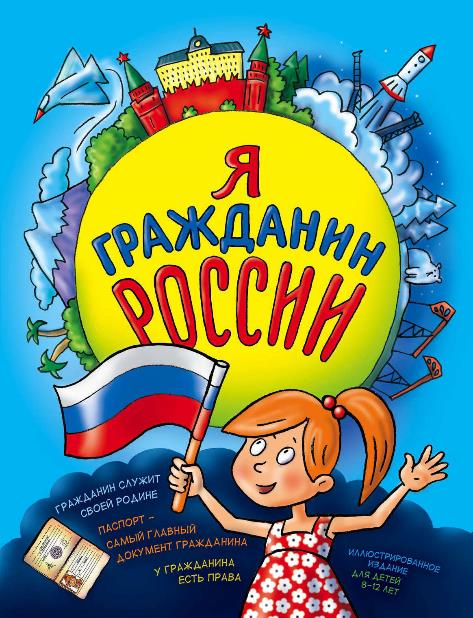 Я
ГРАЖДАНИН
РОССИИ
ГРАЖДАНИН СЛУЖИТ
СВОЕЙ РОДИНЕ
ПАСПОРТ –
САМЫЙ ГЛАВНЫЙ
ДОКУМЕНТ ГРАЖДАНИНА
У ГРАЖДАНИНА
ЕСТЬ ПРАВА
ИЛЛЮСТРИРОВАННОЕ
ИЗДАНИЕ
ДЛЯ ДЕТЕЙ
8–12 ЛЕТ